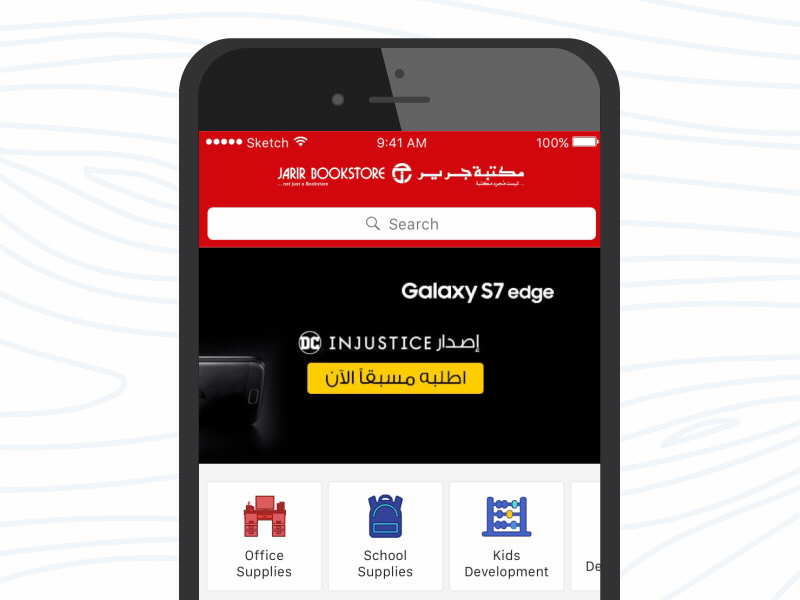 Sketch 9:41 AM 100%
JARIR BOOKSTORE مكتبة جرير
... not just a Bookstore ليست مجرد مكتبة ...
Search
Galaxy S7 edge
DC INJUSTICE إصدار
اطلبه مسبقاً الآن
Office Supplies
School Supplies
Kids Development
De